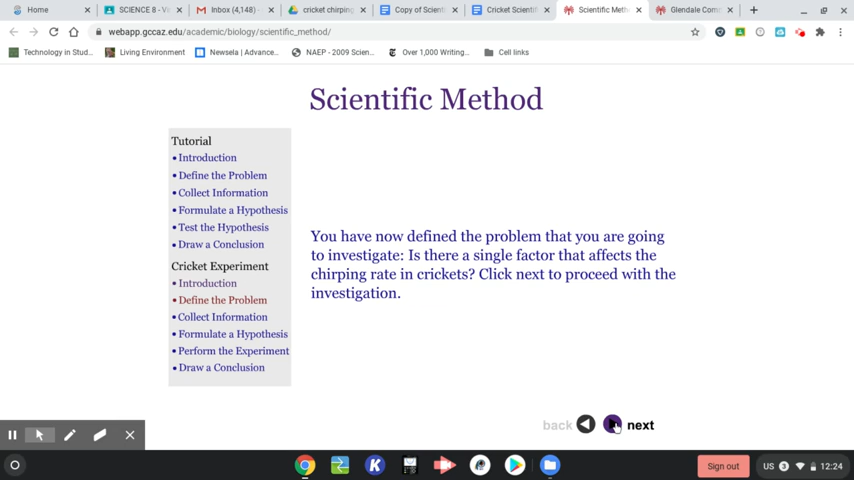 Home
SCIENCE 8 - Vi
Inbox (4,148)
cricket chirping
Copy of Scient
Cricket Scientif
Scientific Meth
Glendale Comm
webapp.gccaz.edu/academic/biology/scientific_method/
Technology in Stud...
Living Environment
Newsela | Advance...
NAEP - 2009 Scien...
Over 1,000 Writing...
Cell links
Scientific Method
Tutorial
• Introduction
• Define the Problem
• Collect Information
• Formulate a Hypothesis
• Test the Hypothesis
• Draw a Conclusion
Cricket Experiment
• Introduction
• Define the Problem
• Collect Information
• Formulate a Hypothesis
• Perform the Experiment
• Draw a Conclusion
You have now defined the problem that you are going
to investigate: Is there a single factor that affects the
chirping rate in crickets? Click next to proceed with the
investigation.
back next
Sign out
US 3 12:24